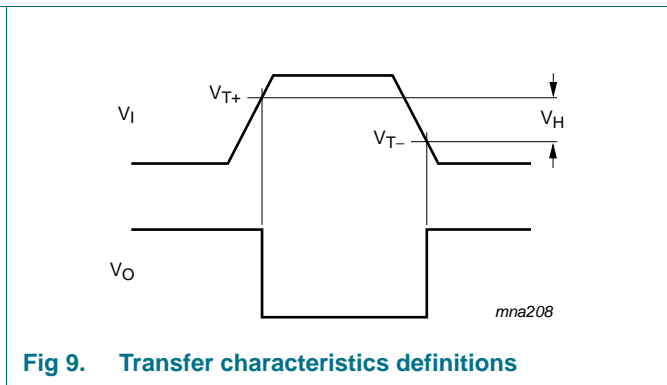 VT+
VI
VH
VT−
VO
mna208
Fig 9. Transfer characteristics definitions